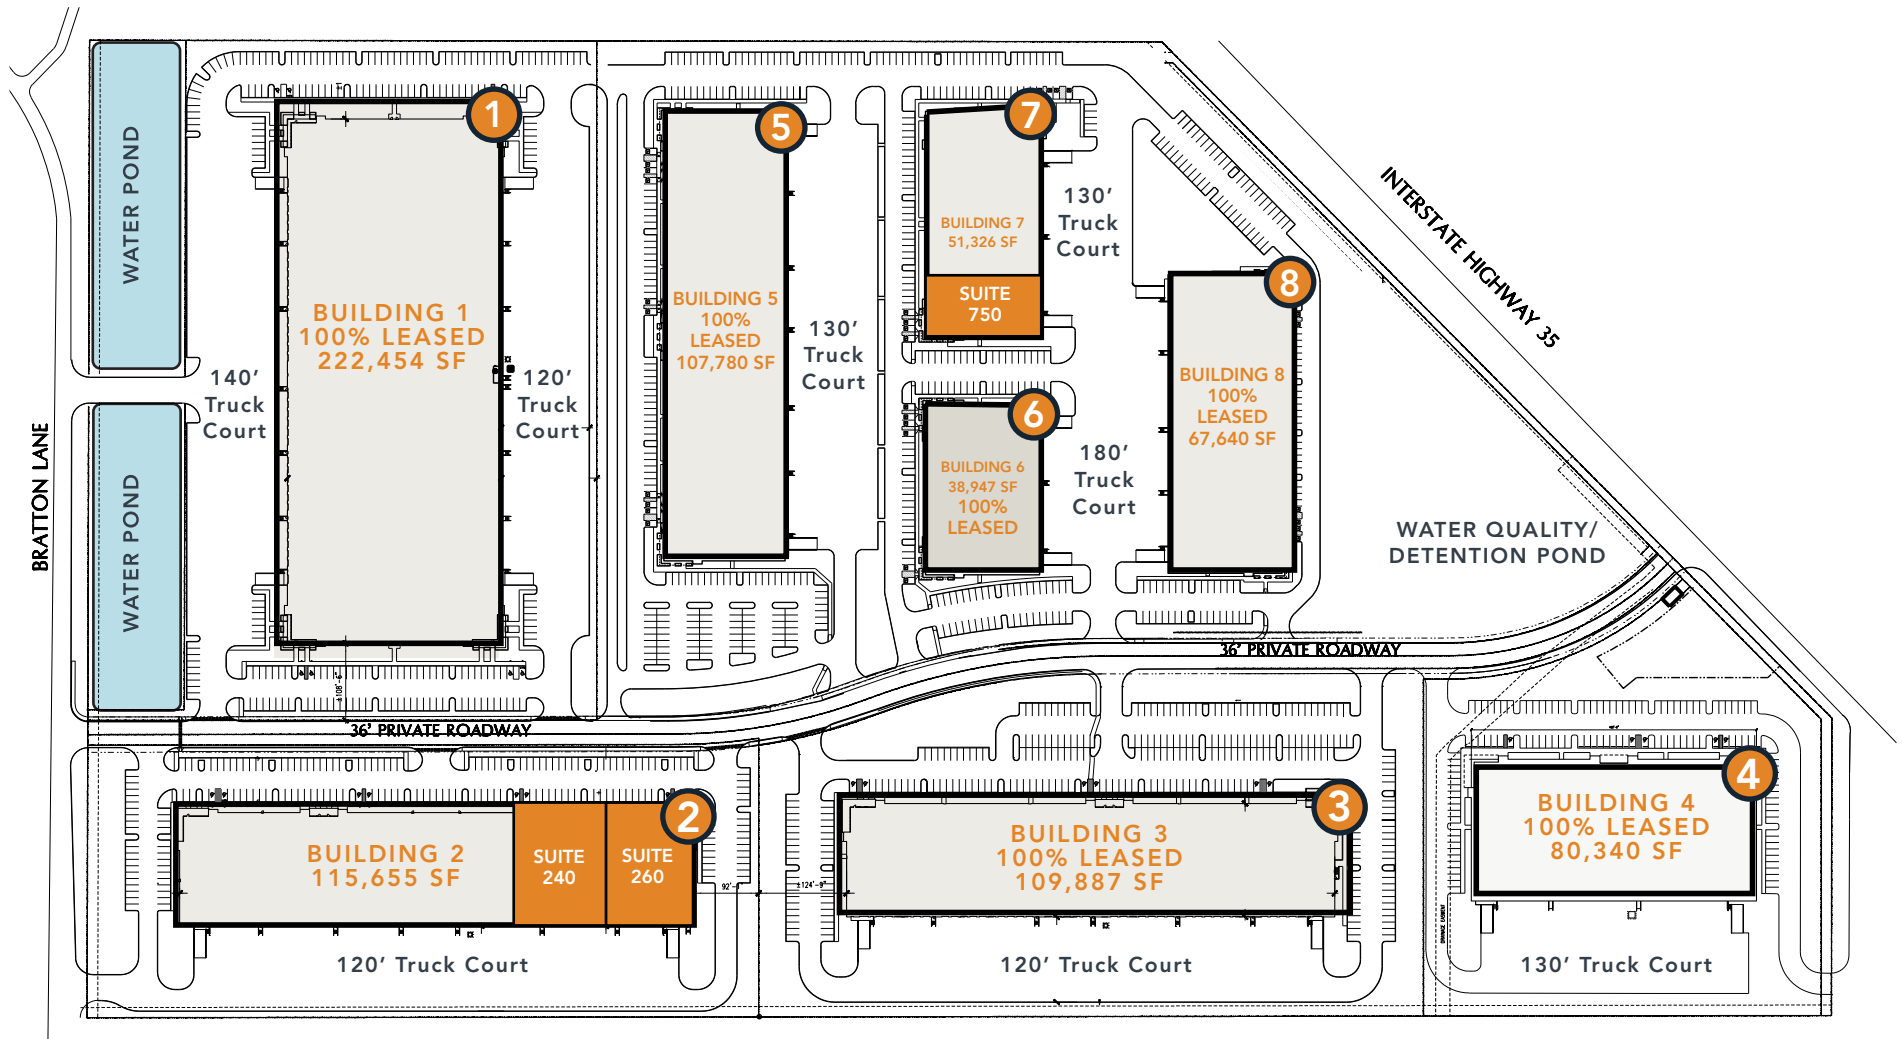 1
5
7
WATER POND
130'
Truck
Court
INTERSTATE HIGHWAY 35
BUILDING 7
51,326 SF
8
SUITE
750
BUILDING 1
100% LEASED
222,454 SF
BUILDING 5
100%
LEASED
107,780 SF
130'
Truck
Court
140'
Truck
Court
120'
Truck
Court
BUILDING 8
100%
LEASED
67,640 SF
6
BRATTON LANE
WATER POND
BUILDING 6
38,947 SF
100%
LEASED
180'
Truck
Court
WATER QUALITY/
DETENTION POND
36' PRIVATE ROADWAY
36' PRIVATE ROADWAY
2
3
4
BUILDING 2
115,655 SF
SUITE
240
SUITE
260
BUILDING 3
100% LEASED
109,887 SF
BUILDING 4
100% LEASED
80,340 SF
±124'-9"
120' Truck Court
120' Truck Court
130' Truck Court